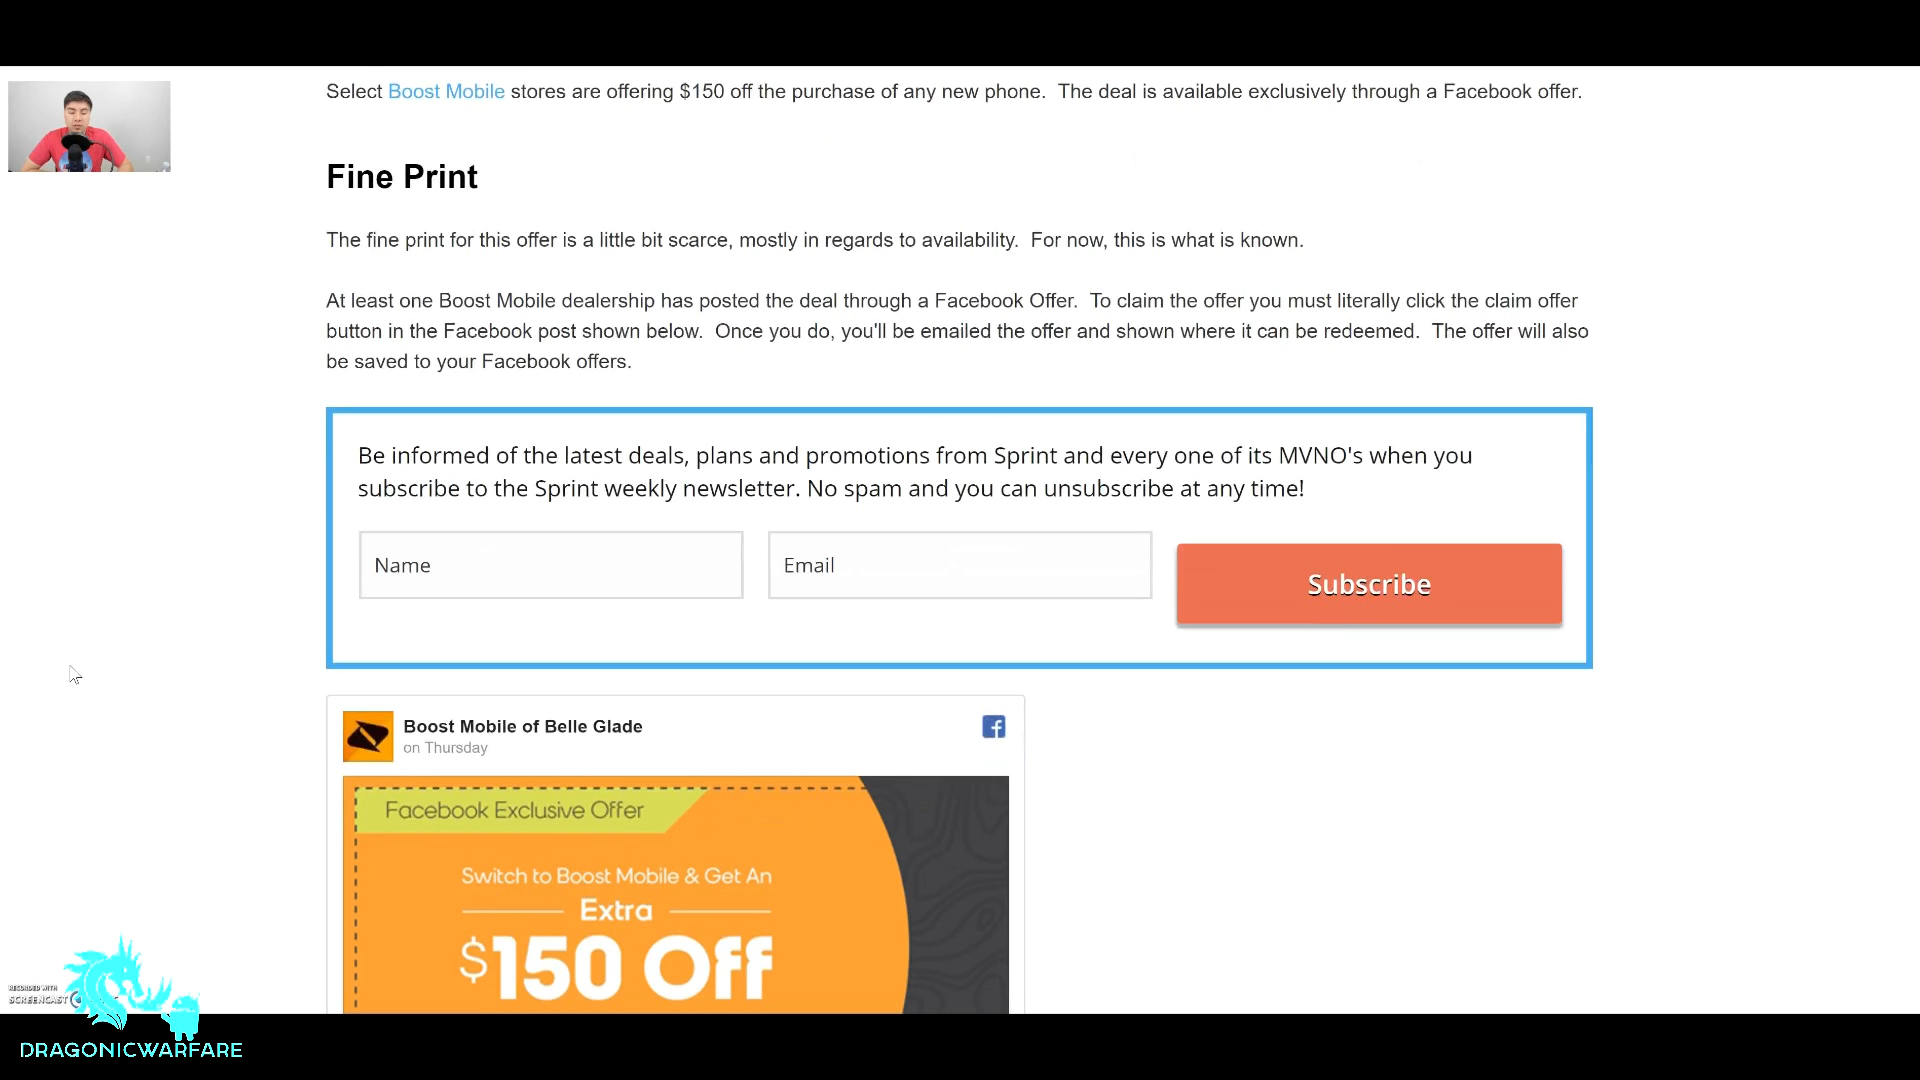 Select Boost Mobile stores are offering $150 off the purchase of any new phone.  The deal is available exclusively through a Facebook offer.
Fine Print
The fine print for this offer is a little bit scarce, mostly in regards to availability.  For now, this is what is known.
At least one Boost Mobile dealership has posted the deal through a Facebook Offer.  To claim the offer you must literally click the claim offer
button in the Facebook post shown below.  Once you do, you'll be emailed the offer and shown where it can be redeemed.  The offer will also
be saved to your Facebook offers.
Be informed of the latest deals, plans and promotions from Sprint and every one of its MVNO's when you
subscribe to the Sprint weekly newsletter. No spam and you can unsubscribe at any time!
Name
Email
Subscribe
Boost Mobile of Belle Glade
on Thursday
Facebook Exclusive Offer
Switch to Boost Mobile & Get An
Extra
$150 Off
RECORDED WITH
SCREENCAST
DRAGONICWARFARE